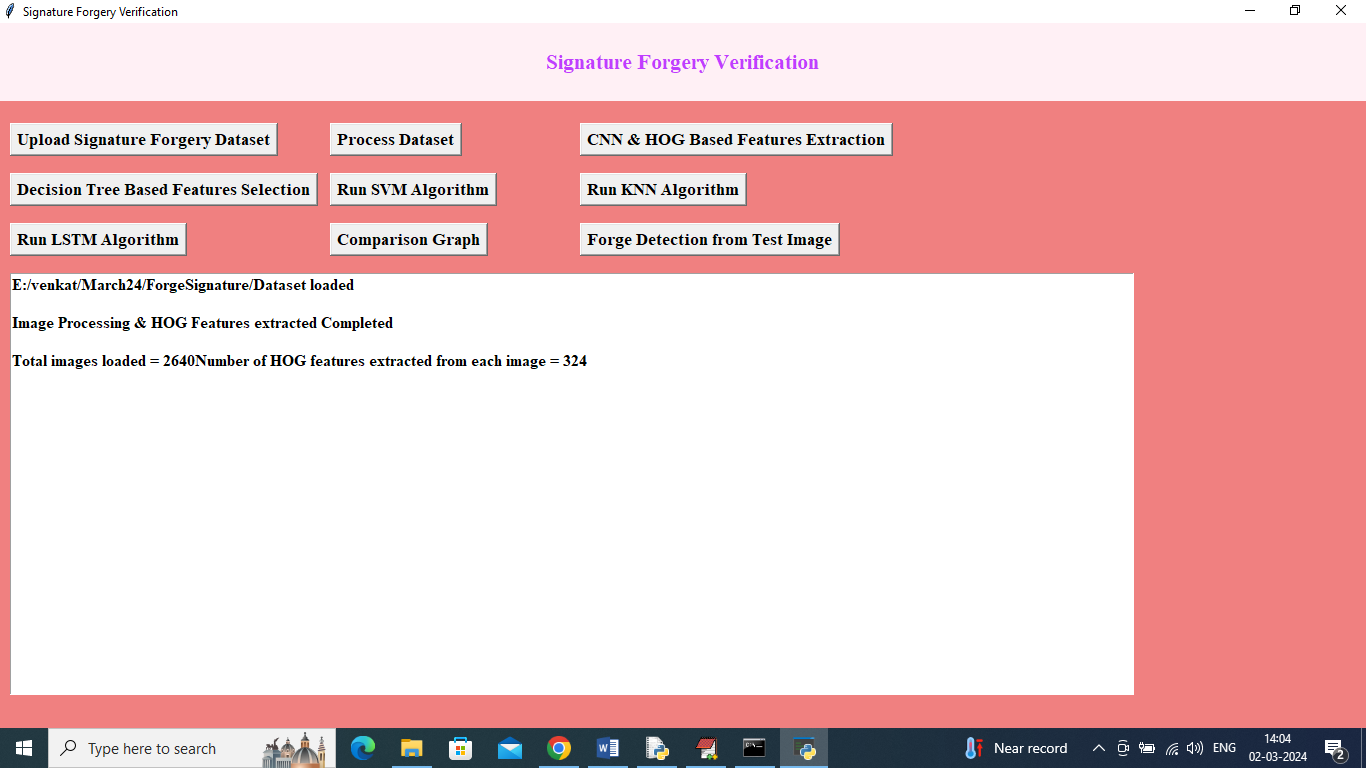 Signature Forgery Verification
Signature Forgery Verification
Upload Signature Forgery Dataset
Process Dataset
CNN & HOG Based Features Extraction
Decision Tree Based Features Selection
Run SVM Algorithm
Run KNN Algorithm
Run LSTM Algorithm
Comparison Graph
Forge Detection from Test Image
E:/venkat/March24/ForgeSignature/Dataset loaded
Image Processing & HOG Features extracted Completed
Total images loaded = 2640Number of HOG features extracted from each image = 324
Type here to search
Near record
ENG
14:04
02-03-2024
2